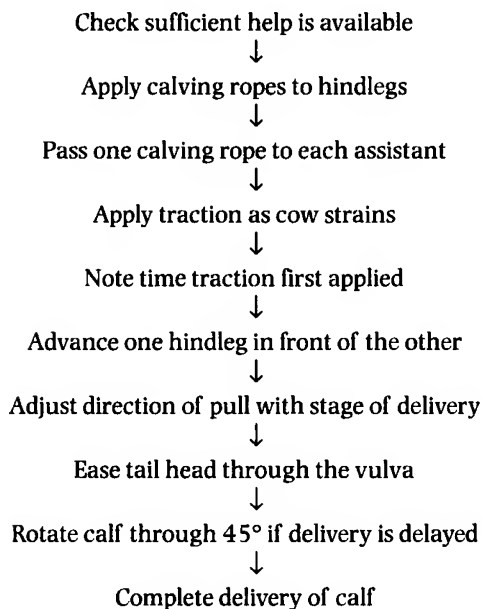 Check sufficient help is available
↓
Apply calving ropes to hindlegs
↓
Pass one calving rope to each assistant
↓
Apply traction as cow strains
↓
Note time traction first applied
↓
Advance one hindleg in front of the other
↓
Adjust direction of pull with stage of delivery
↓
Ease tail head through the vulva
↓
Rotate calf through 45° if delivery is delayed
↓
Complete delivery of calf